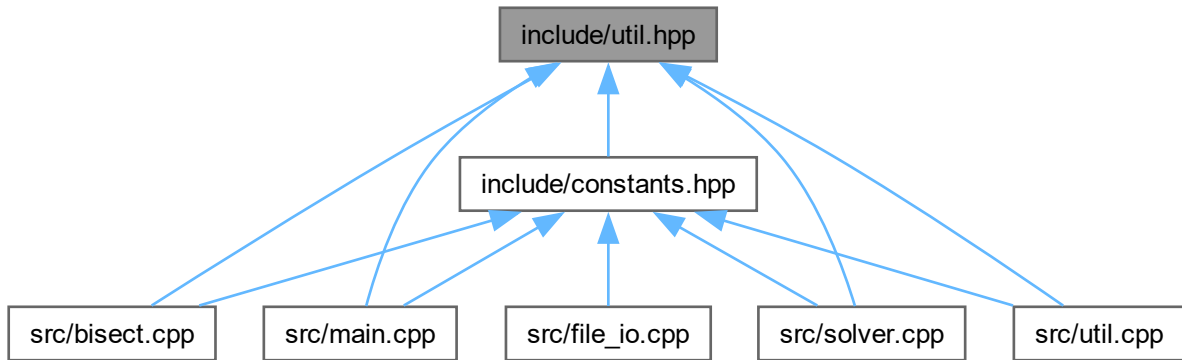 include/util.hpp
include/constants.hpp
src/bisect.cpp
src/main.cpp
src/file_io.cpp
src/solver.cpp
src/util.cpp